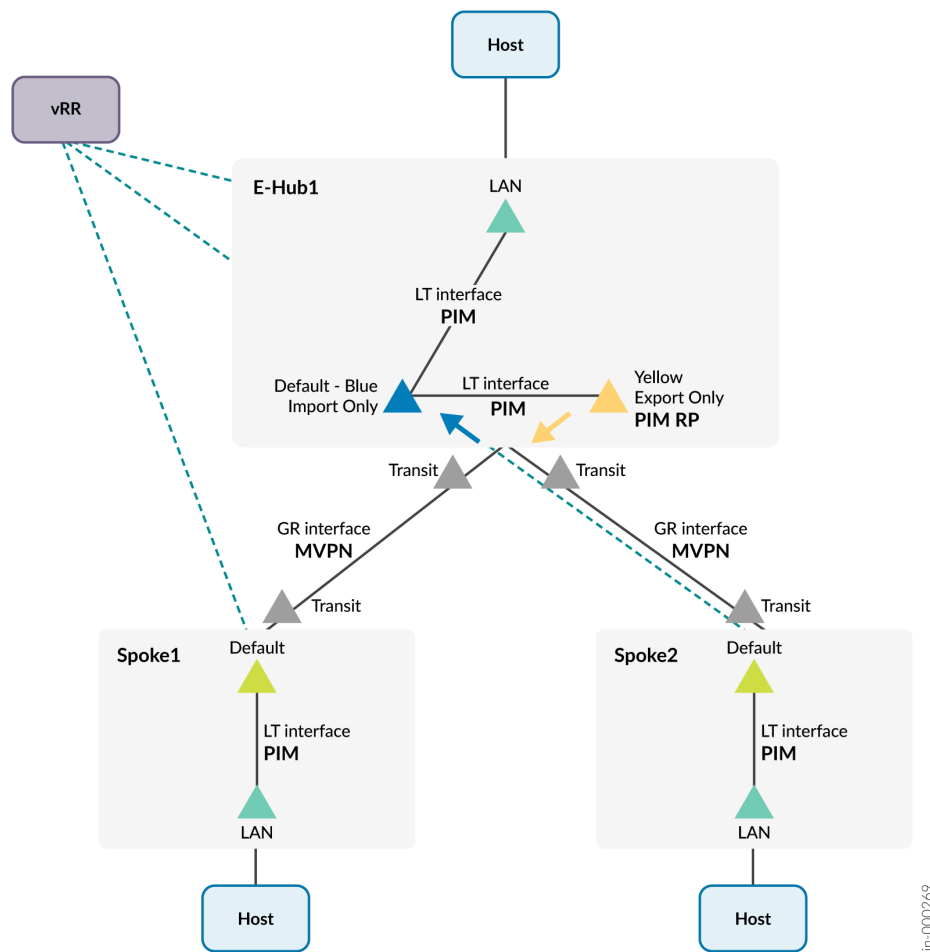 Host
vRR
E-Hub1
LAN
LT interface
PIM
Default - Blue
Import Only
LT interface
PIM
Yellow
Export Only
PIM RP
Transit
Transit
GR interface
MVPN
GR interface
MVPN
Transit
Transit
Spoke1
Default
LT interface
PIM
LAN
Host
Spoke2
Default
LT interface
PIM
LAN
Host
jn-000269